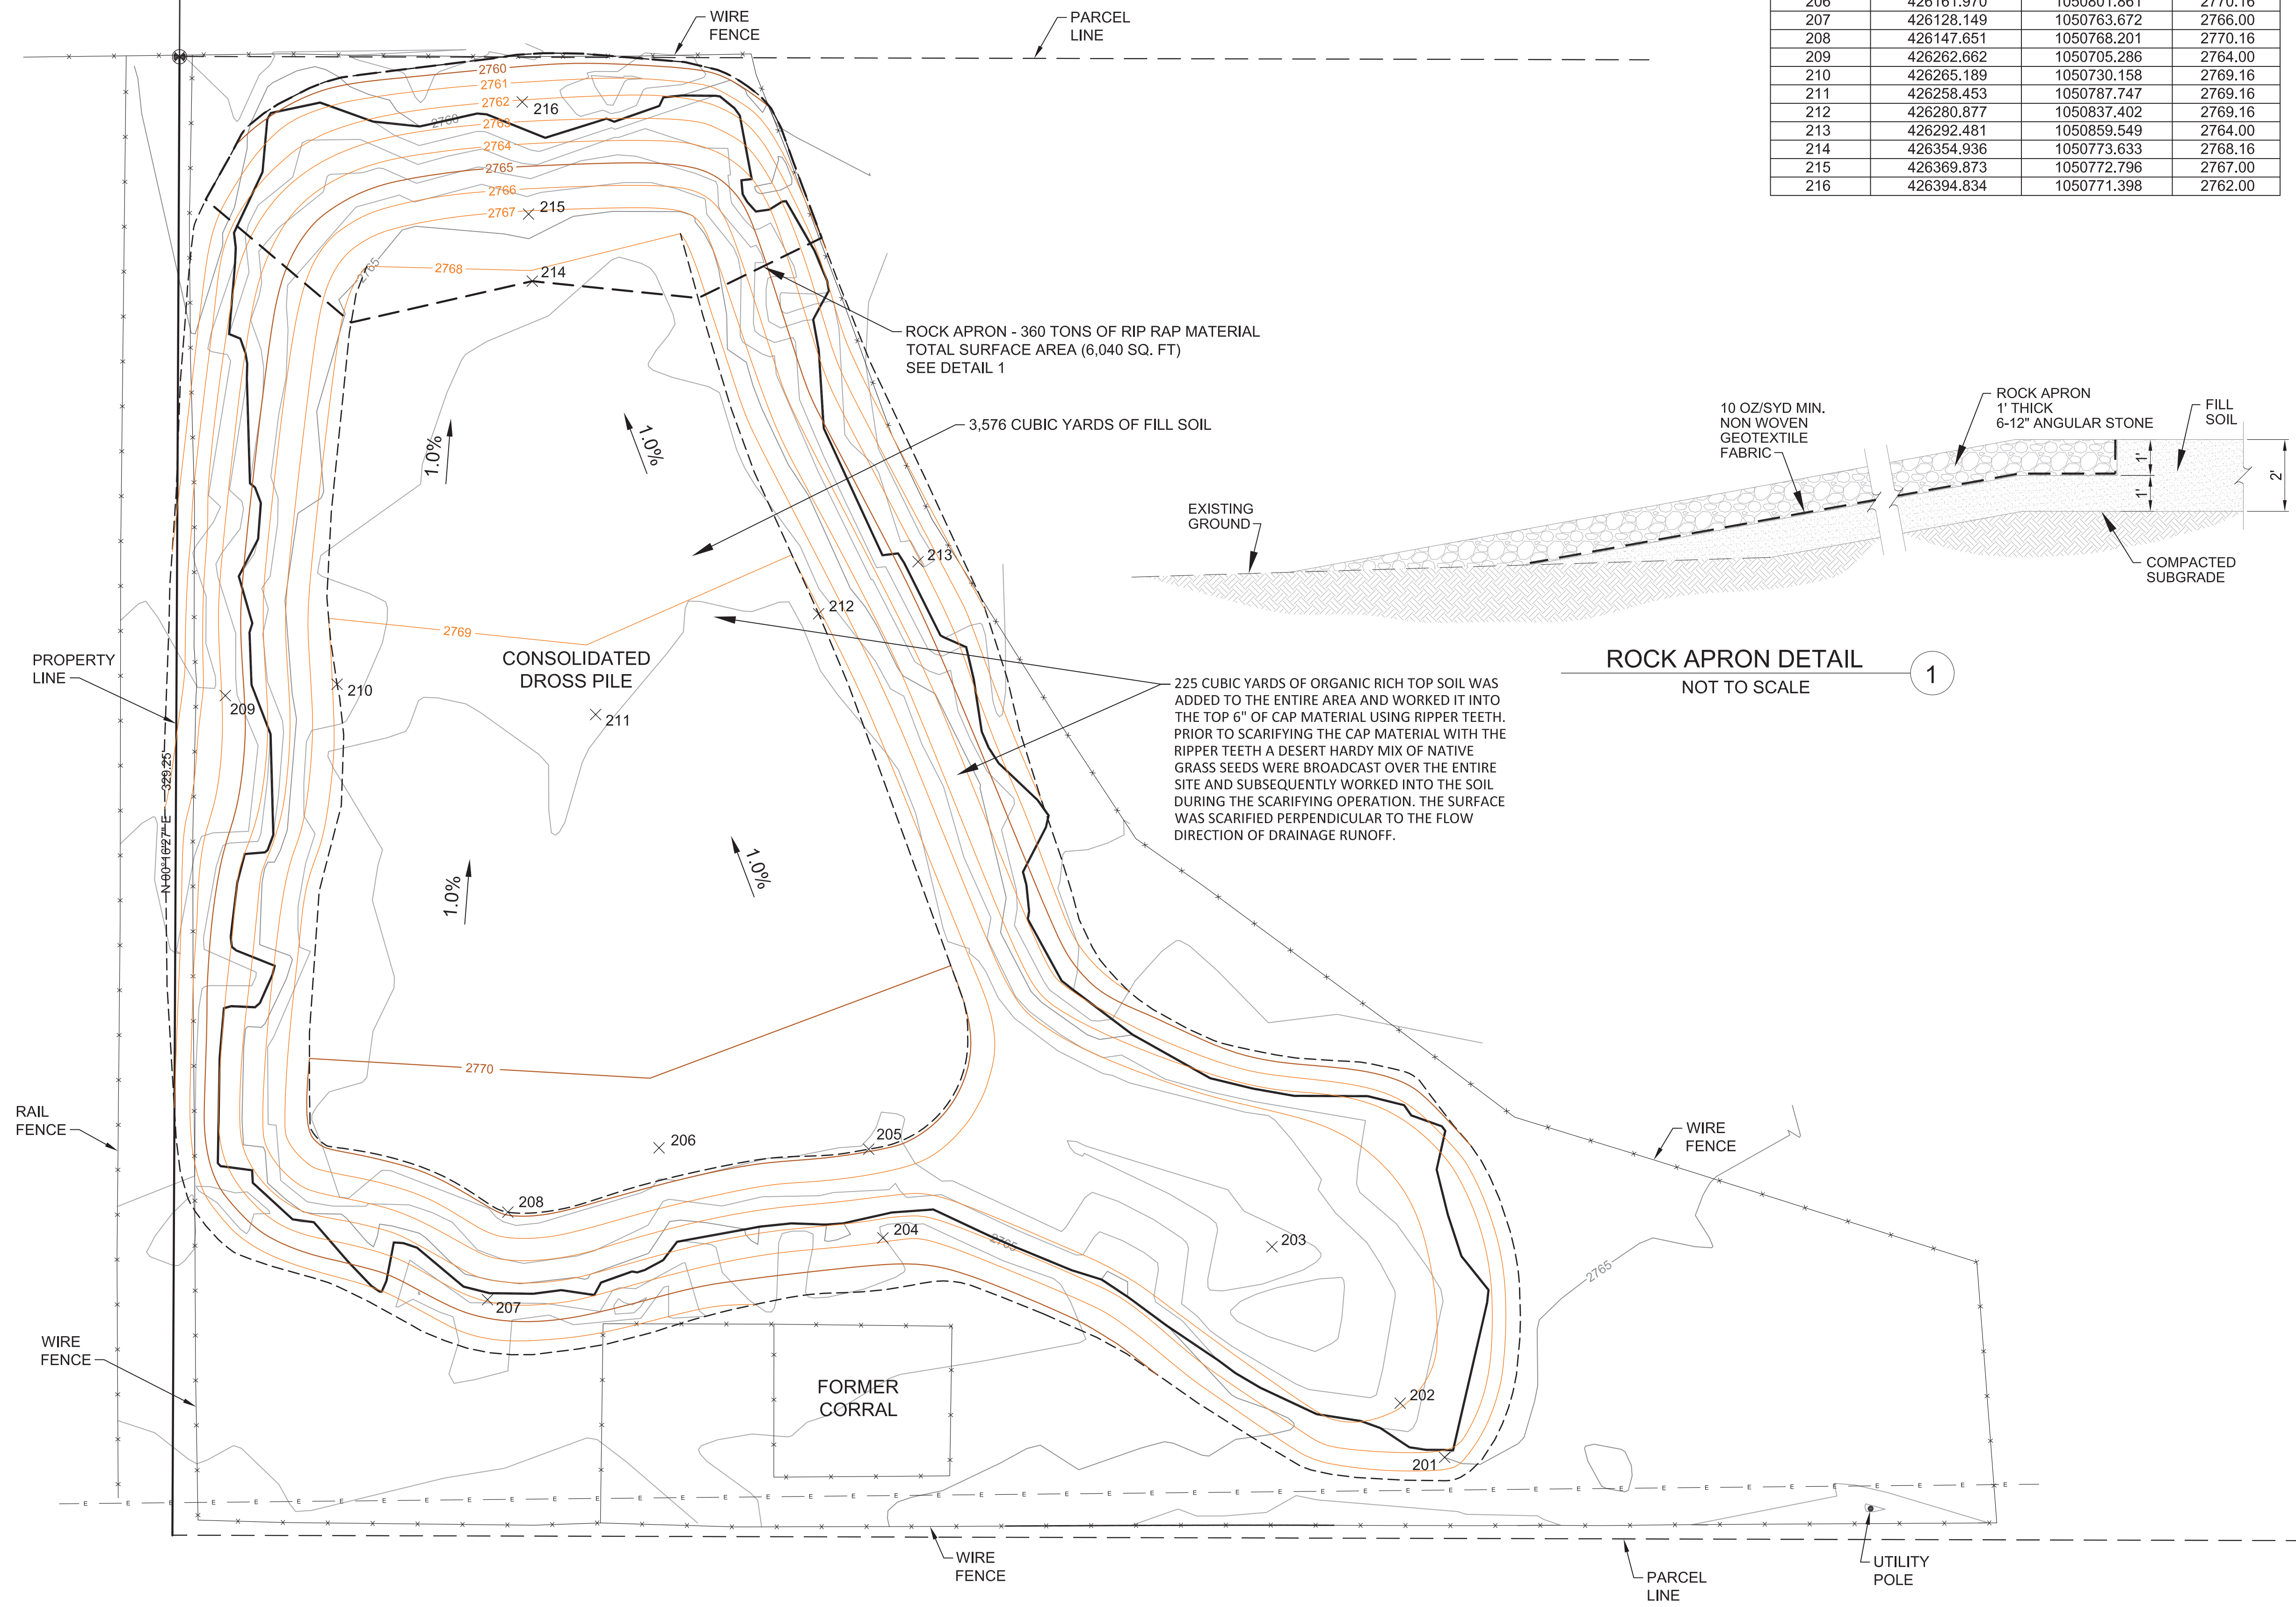 WIRE
FENCE
PARCEL
LINE
206 426161.970 1050801.861 2770.16
207 426128.149 1050763.672 2766.00
208 426147.651 1050768.201 2770.16
209 426262.662 1050705.286 2764.00
210 426265.189 1050730.158 2769.16
211 426258.453 1050787.747 2769.16
212 426280.877 1050837.402 2769.16
213 426292.481 1050859.549 2764.00
214 426354.936 1050773.633 2768.16
215 426369.873 1050772.796 2767.00
216 426394.834 1050771.398 2762.00
2760
2761
2762
216
2760
2763
2764
2765
2766
2767
215
2765
2768
214
ROCK APRON - 360 TONS OF RIP RAP MATERIAL
TOTAL SURFACE AREA (6,040 SQ. FT)
SEE DETAIL 1
3,576 CUBIC YARDS OF FILL SOIL
1.0%
1.0%
10 OZ/SYD MIN.
NON WOVEN
GEOTEXTILE
FABRIC
ROCK APRON
1' THICK
6-12" ANGULAR STONE
FILL
SOIL
1'
1'
2'
EXISTING
GROUND
COMPACTED
SUBGRADE
ROCK APRON DETAIL
NOT TO SCALE
1
213
212
2769
CONSOLIDATED
DROSS PILE
PROPERTY
LINE
209
210
211
225 CUBIC YARDS OF ORGANIC RICH TOP SOIL WAS
ADDED TO THE ENTIRE AREA AND WORKED IT INTO
THE TOP 6" OF CAP MATERIAL USING RIPPER TEETH.
PRIOR TO SCARIFYING THE CAP MATERIAL WITH THE
RIPPER TEETH A DESERT HARDY MIX OF NATIVE
GRASS SEEDS WERE BROADCAST OVER THE ENTIRE
SITE AND SUBSEQUENTLY WORKED INTO THE SOIL
DURING THE SCARIFYING OPERATION. THE SURFACE
WAS SCARIFIED PERPENDICULAR TO THE FLOW
DIRECTION OF DRAINAGE RUNOFF.
N 00°16'27" E 329.25'
1.0%
1.0%
2770
RAIL
FENCE
206
205
208
204
2765
203
207
WIRE
FENCE
2765
WIRE
FENCE
FORMER
CORRAL
202
201
E E E E E E E E E E E E E E E E E E E E E E E E E E E E E E E E E E E E E E E E E E E E E E
WIRE
FENCE
PARCEL
LINE
UTILITY
POLE